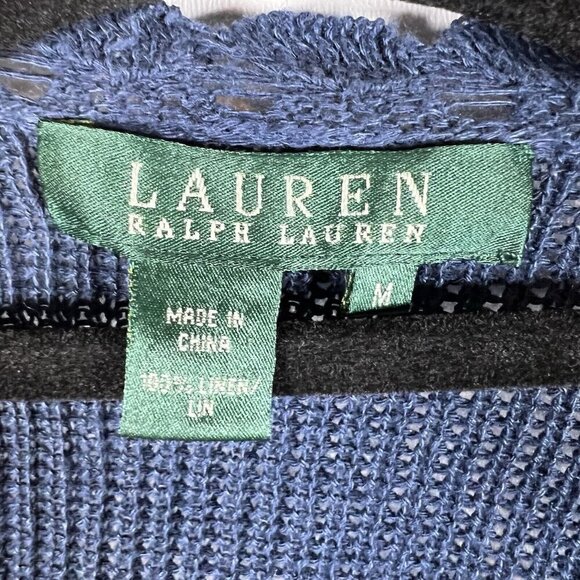 LAUREN
RALPH LAUREN
M
MADE IN
CHINA
100% LINEN/
LIN